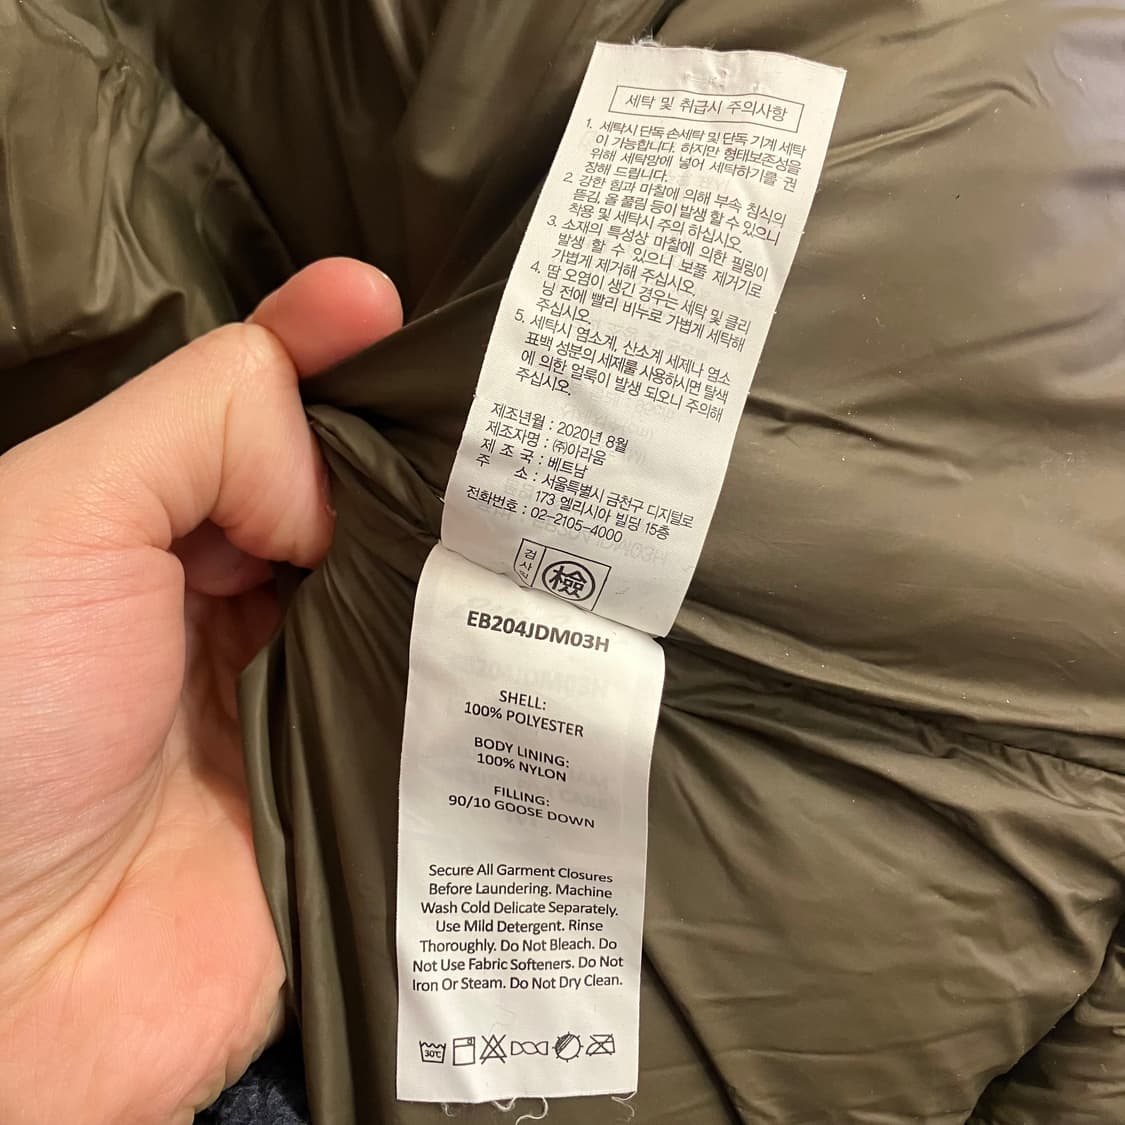 세탁 및 취급시 주의사항
1. 세탁시 단독 손세탁 및 단독 기계 세탁
이 가능합니다. 하지만 형태보존성을
위해 세탁망에 넣어 세탁하기를 권
장해 드립니다.
2. 강한 힘과 마찰에 의해 부속 침식의
뜯김, 올 풀림 등이 발생 할 수 있으니
착용 및 세탁시 주의 하십시오.
3. 소재의 특성상 마찰에 의한 필링이
발생 할 수 있으니 보풀 제거기로
가볍게 제거해 주십시오.
4. 땀 오염이 생긴 경우는 세탁 및 클리
닝 전에 빨리 비누로 가볍게 세탁해
주십시오.
5. 세탁시 염소계, 산소계 세제나 염소
표백 성분의 세제를 사용하시면 탈색
에 의한 얼룩이 발생 되오니 주의해
주십시오.
제조년월 : 2020년 8월
제조자명 : ㈜아라움
제 조 국 : 베트남
주 소 : 서울특별시 금천구 디지털로
173 엘리시아 빌딩 15층
전화번호 : 02-2105-4000
검사필 檢
EB204JDM03H
SHELL:
100% POLYESTER
BODY LINING:
100% NYLON
FILLING:
90/10 GOOSE DOWN
Secure All Garment Closures
Before Laundering. Machine
Wash Cold Delicate Separately.
Use Mild Detergent. Rinse
Thoroughly. Do Not Bleach. Do
Not Use Fabric Softeners. Do Not
Iron Or Steam. Do Not Dry Clean.
30°C